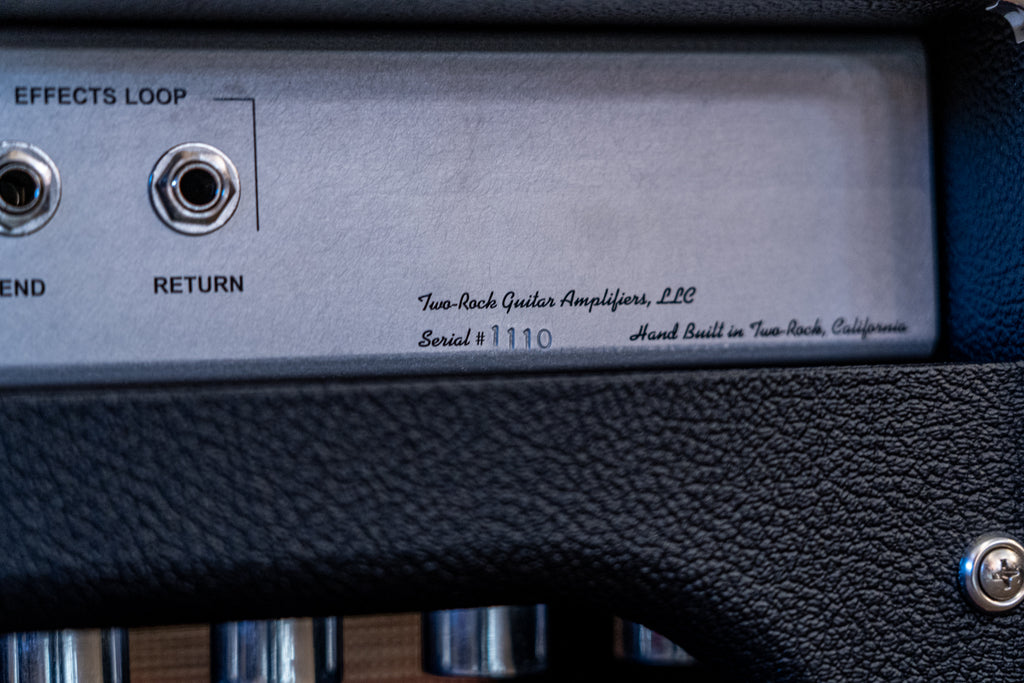 EFFECTS LOOP
END
RETURN
Two-Rock Guitar Amplifiers, LLC
Serial # 1110
Hand Built in Two-Rock, California